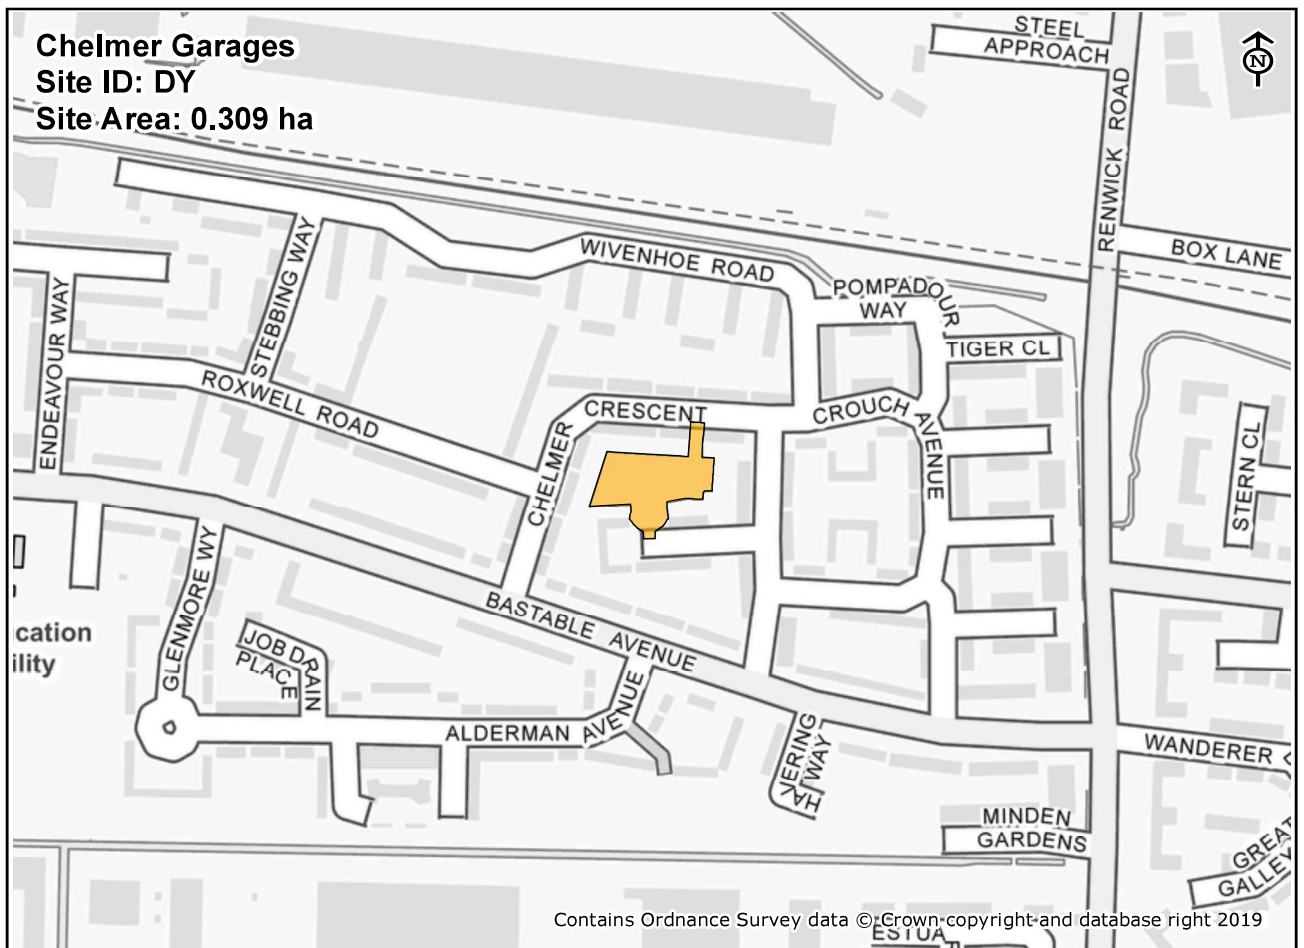 Chelmer Garages
Site ID: DY
Site Area: 0.309 ha
N
STEEL
APPROACH
RENWICK ROAD
BOX LANE
WIVENHOE ROAD
POMPADOUR
WAY
TIGER CL
STEBBING WAY
ENDEAVOUR WAY
ROXWELL ROAD
CHELMER
CRESCENT
CROUCH
AVENUE
STERN CL
BASTABLE AVENUE
GLENMORE WY
cation
ility
JOB DRAIN
PLACE
ALDERMAN AVENUE
HAVERING
WAY
WANDERER
MINDEN
GARDENS
GREAT
GALLEY
Contains Ordnance Survey data © Crown copyright and database right 2019
ESTUAR